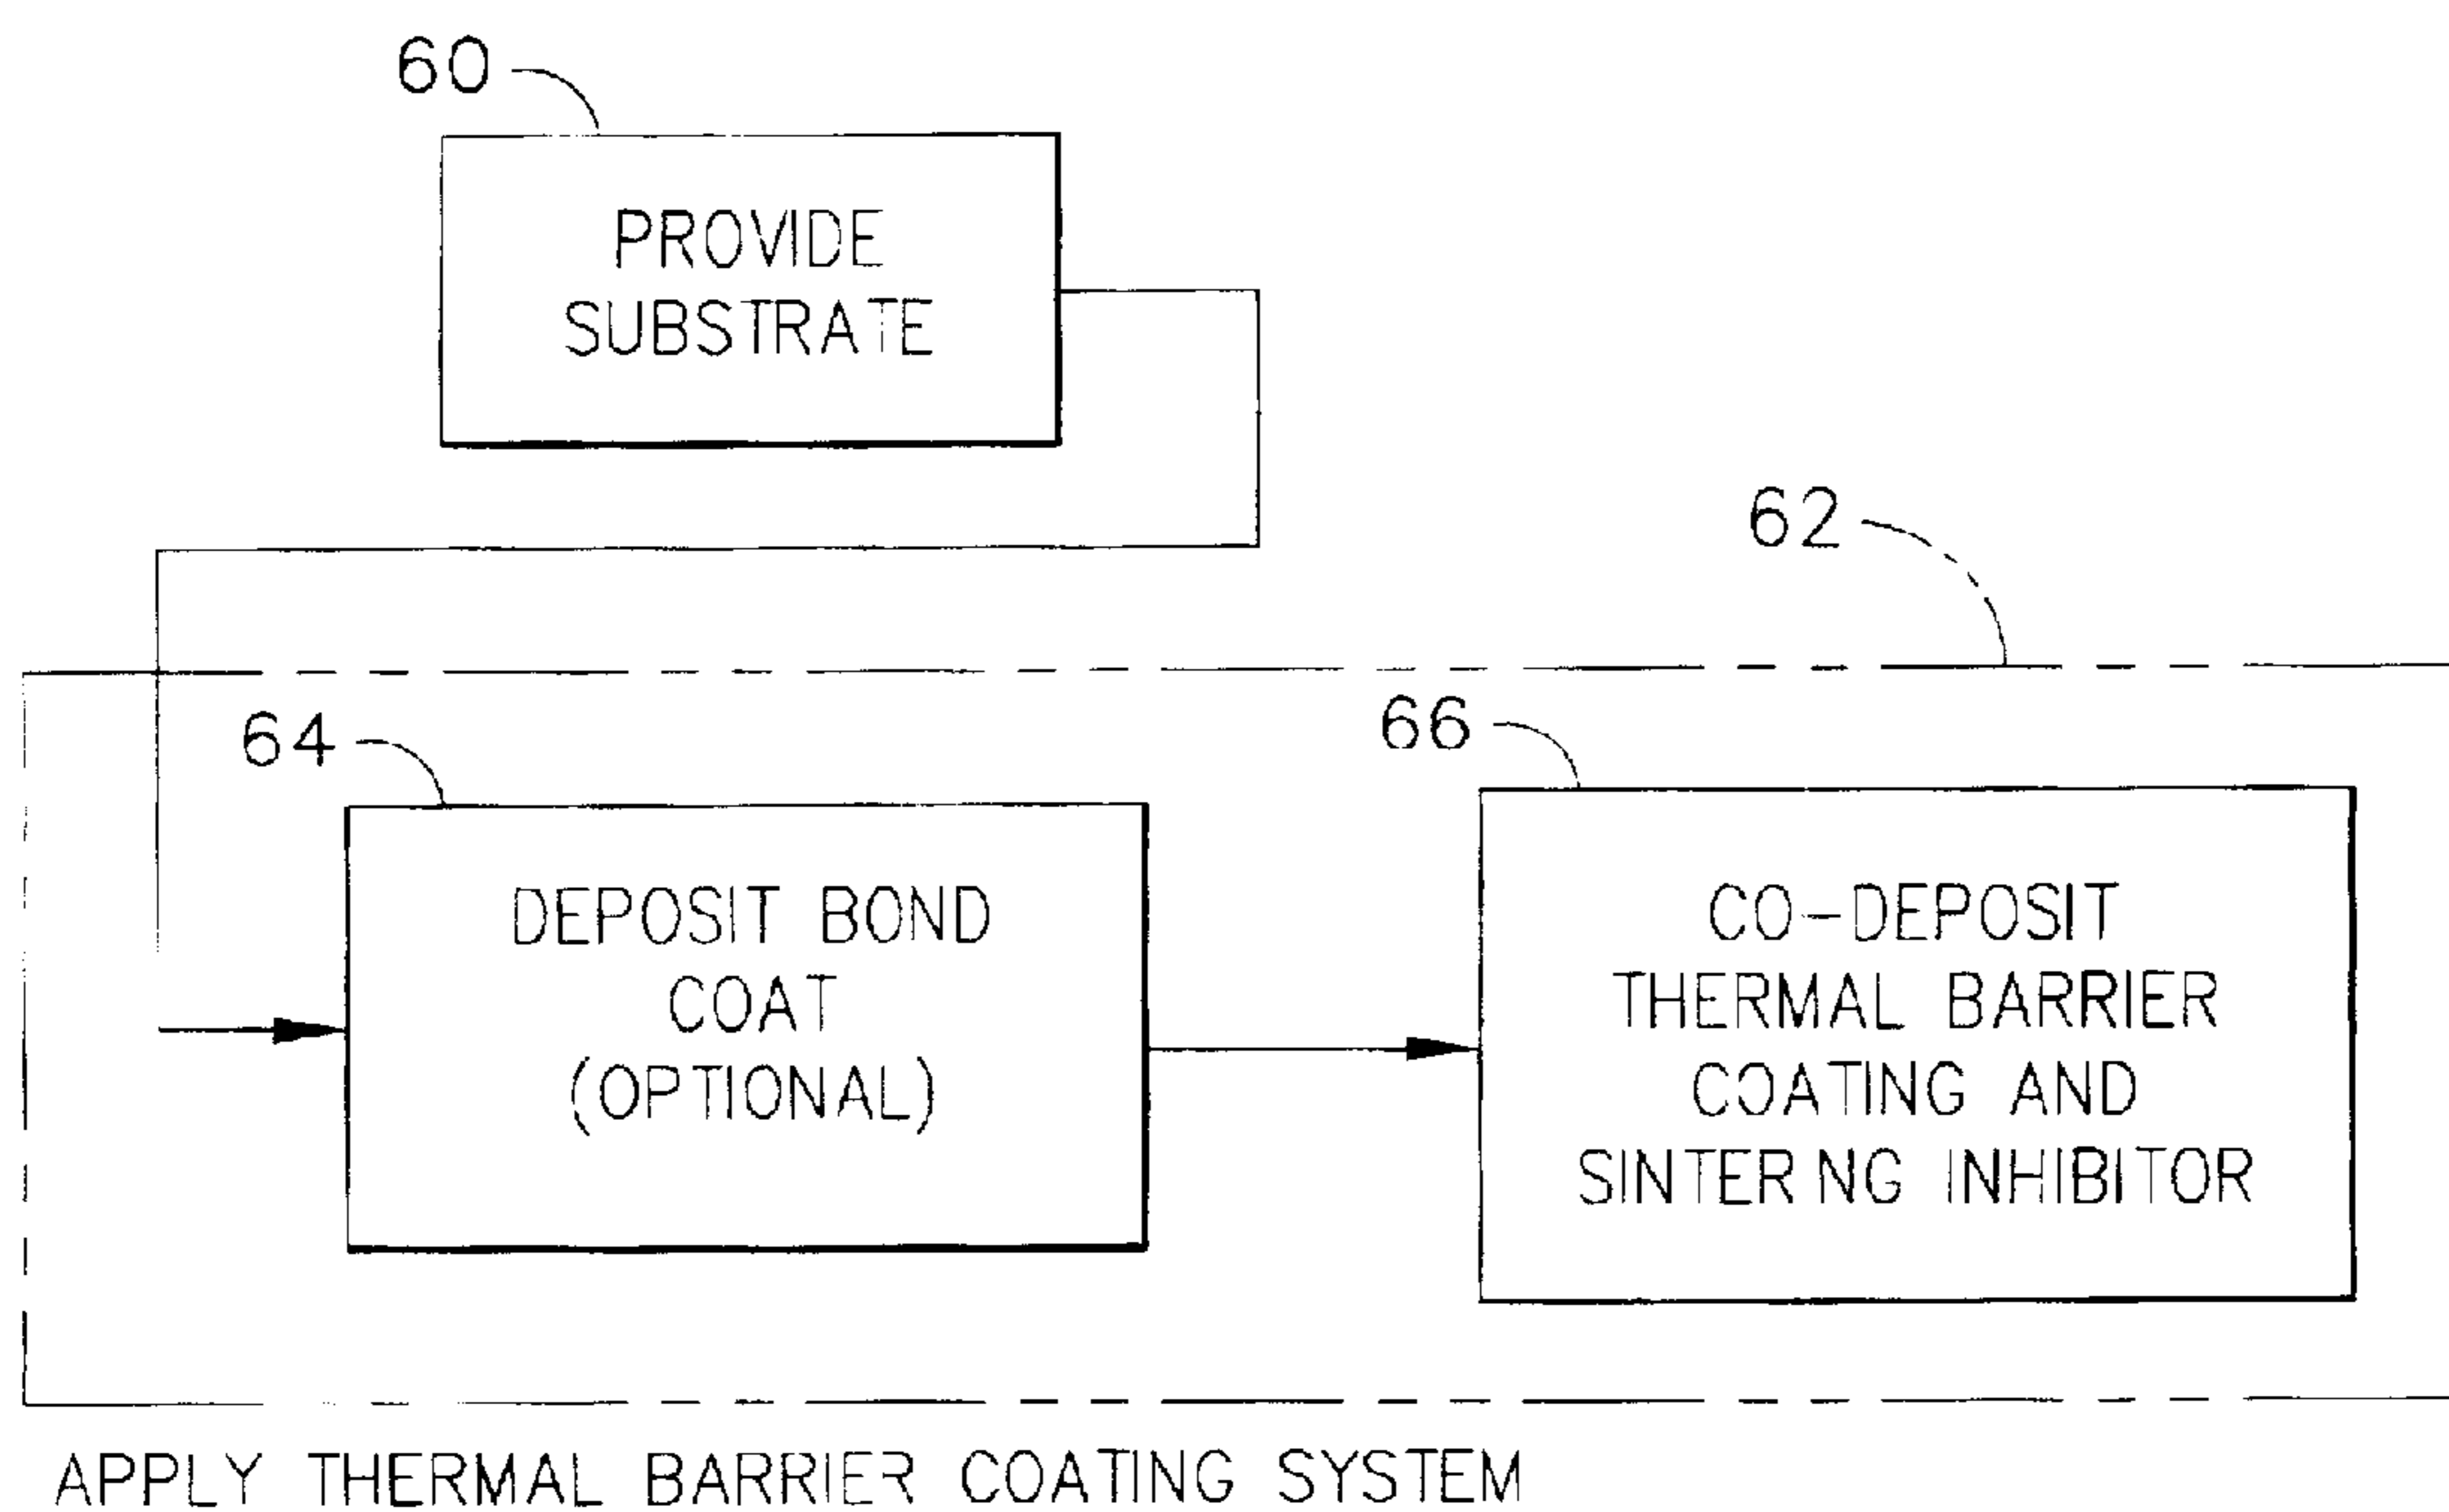 60
PROVIDE
SUBSTRATE
62
64
DEPOSIT BOND
COAT
(OPTIONAL)
66
CO-DEPOSIT
THERMAL BARRIER
COATING AND
SINTERING INHIBITOR
APPLY THERMAL BARRIER COATING SYSTEM